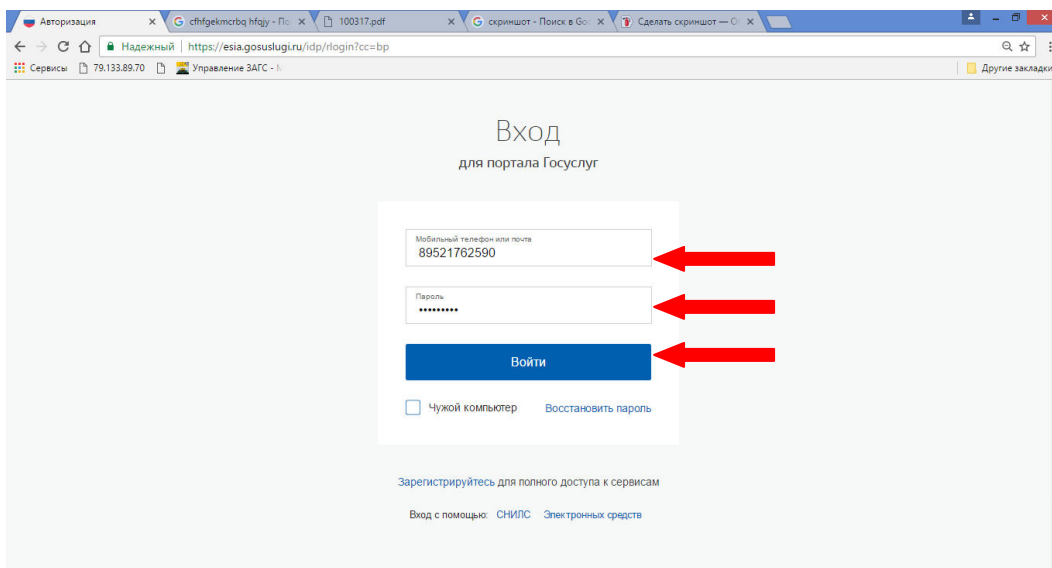 Авторизация
cfhfgekmcrbq hfqjy - По
100317.pdf
скриншот - Поиск в Goo
Сделать скриншот — О
Надежный
https://esia.gosuslugi.ru/idp/rlogin?cc=bp
Сервисы
79.133.89.70
Управление ЗАГС -
Другие закладки
Вход
для портала Госуслуг
Мобильный телефон или почта
89521762590
Пароль
•••••••••
Войти
Чужой компьютер
Восстановить пароль
Зарегистрируйтесь для полного доступа к сервисам
Вход с помощью: СНИЛС Электронных средств